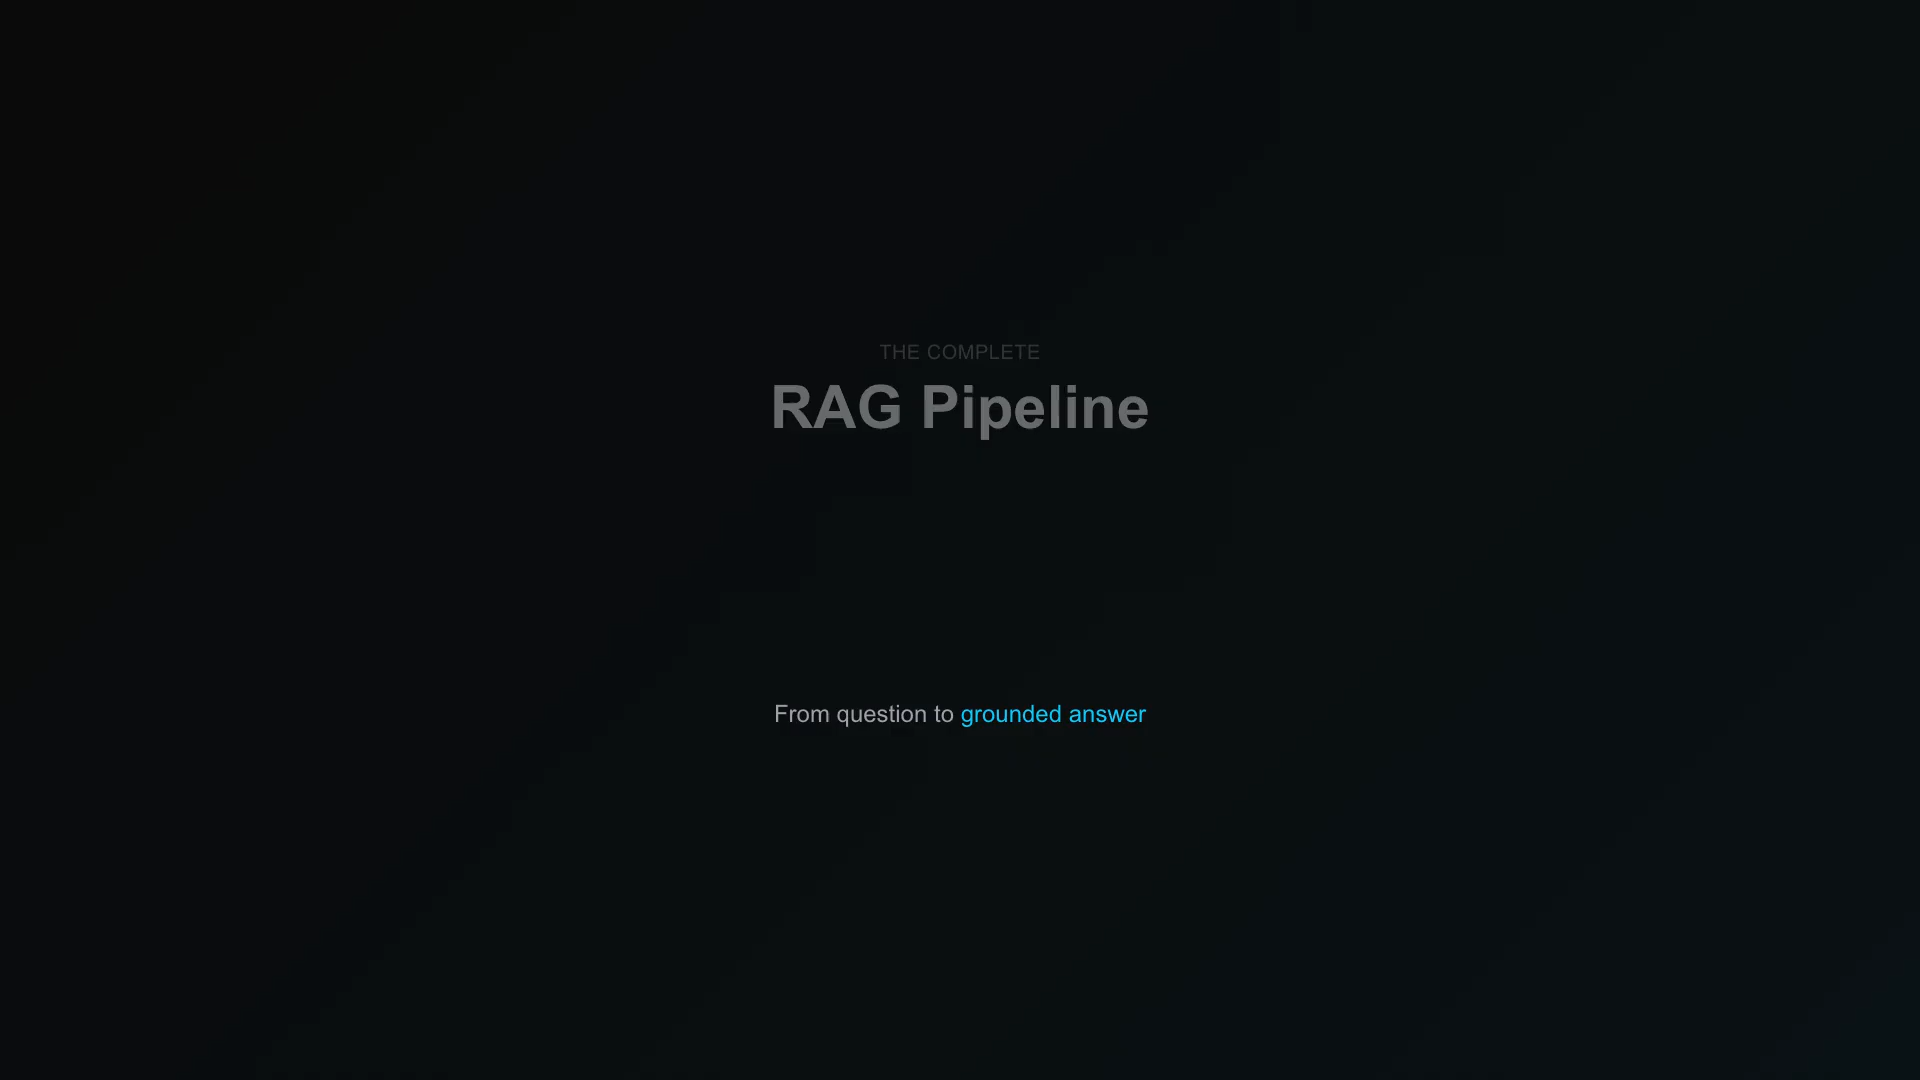 THE COMPLETE
RAG Pipeline
From question to grounded answer